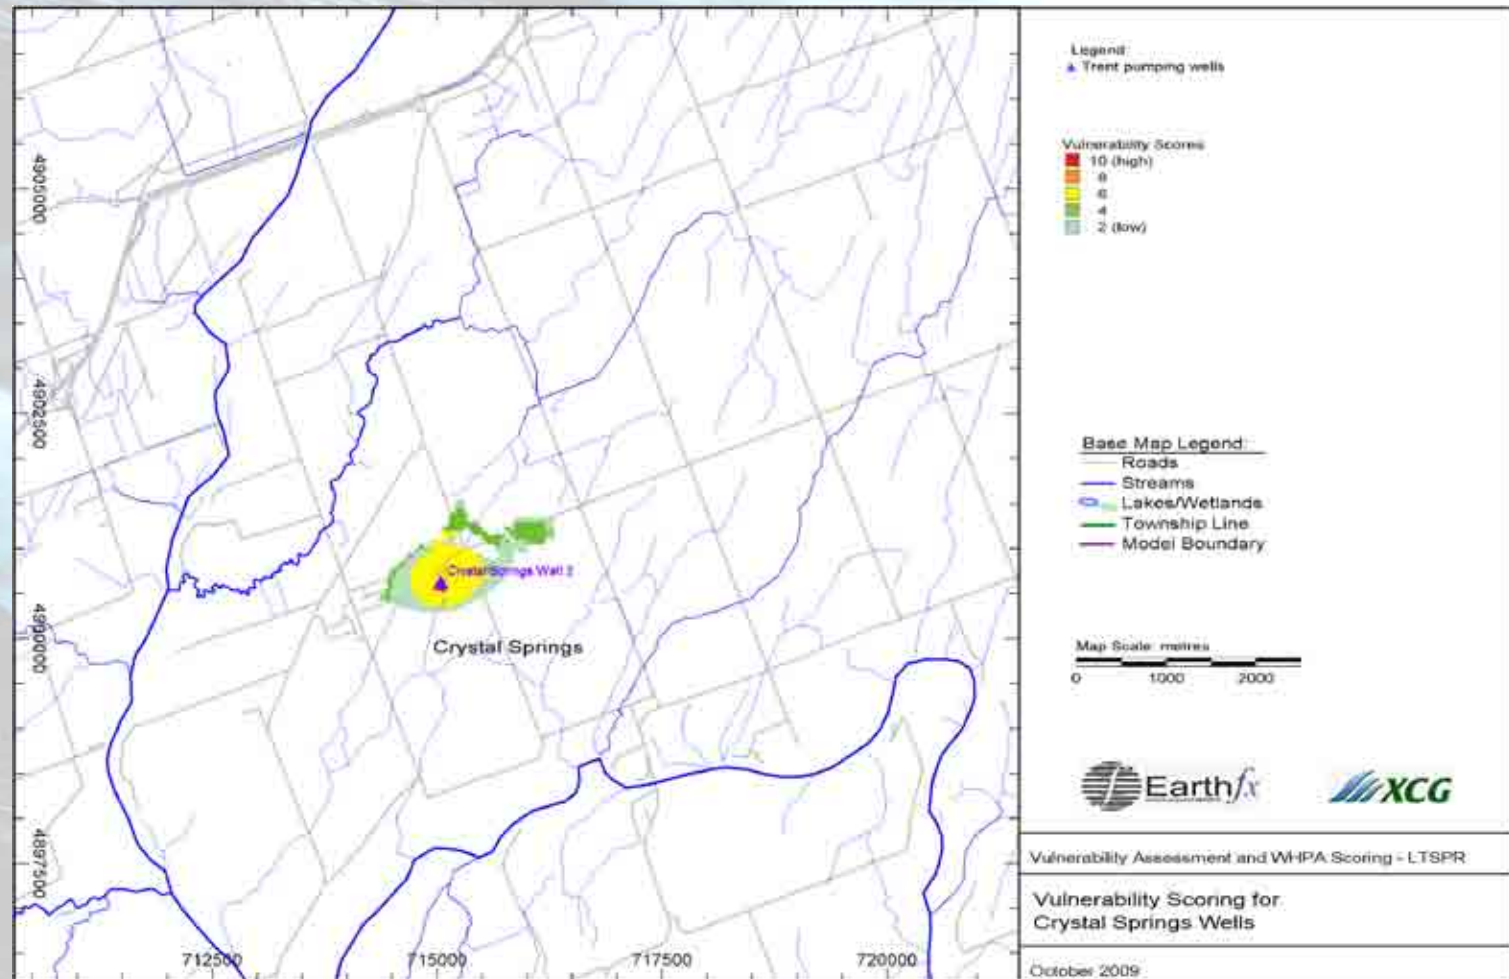 Legend
Trent pumping wells
Vulnerability Scores
10 (high)
8
6
4
2 (low)
Base Map Legend:
Roads
Streams
Lakes/Wetlands
Township Line
Model Boundary
Map Scale: metres
0 1000 2000
Earthfx
XCG
Vulnerability Assessment and WHPA Scoring - LTSPR
Vulnerability Scoring for
Crystal Springs Wells
October 2009
4905000
4902500
4900000
4897500
Crystal Springs Well 2
Crystal Springs
712500 715000 717500 720000